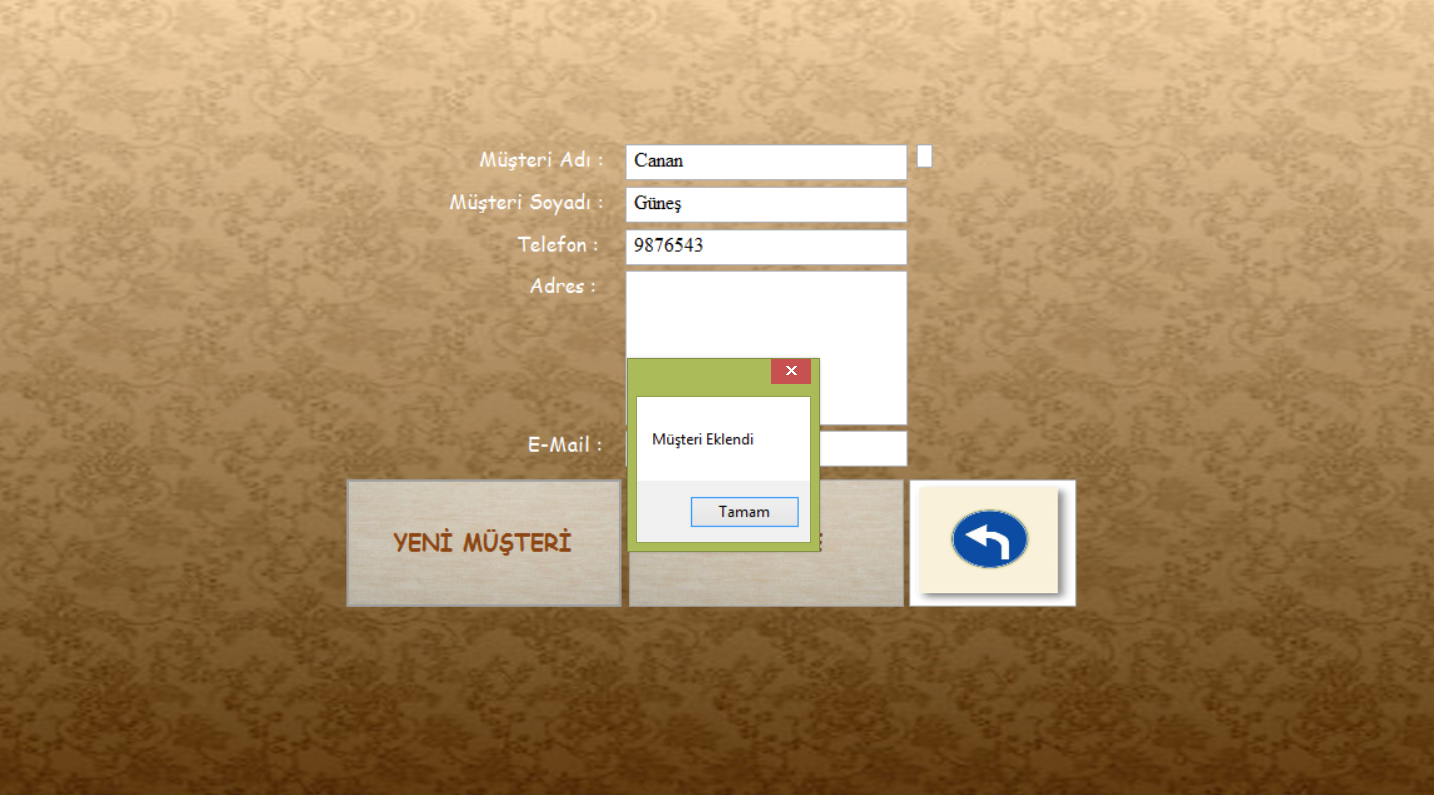 Müşteri Adı : Canan
Müşteri Soyadı : Güneş
Telefon : 9876543
Adres :
Müşteri Eklendi
E-Mail :
Tamam
YENİ MÜŞTERİ